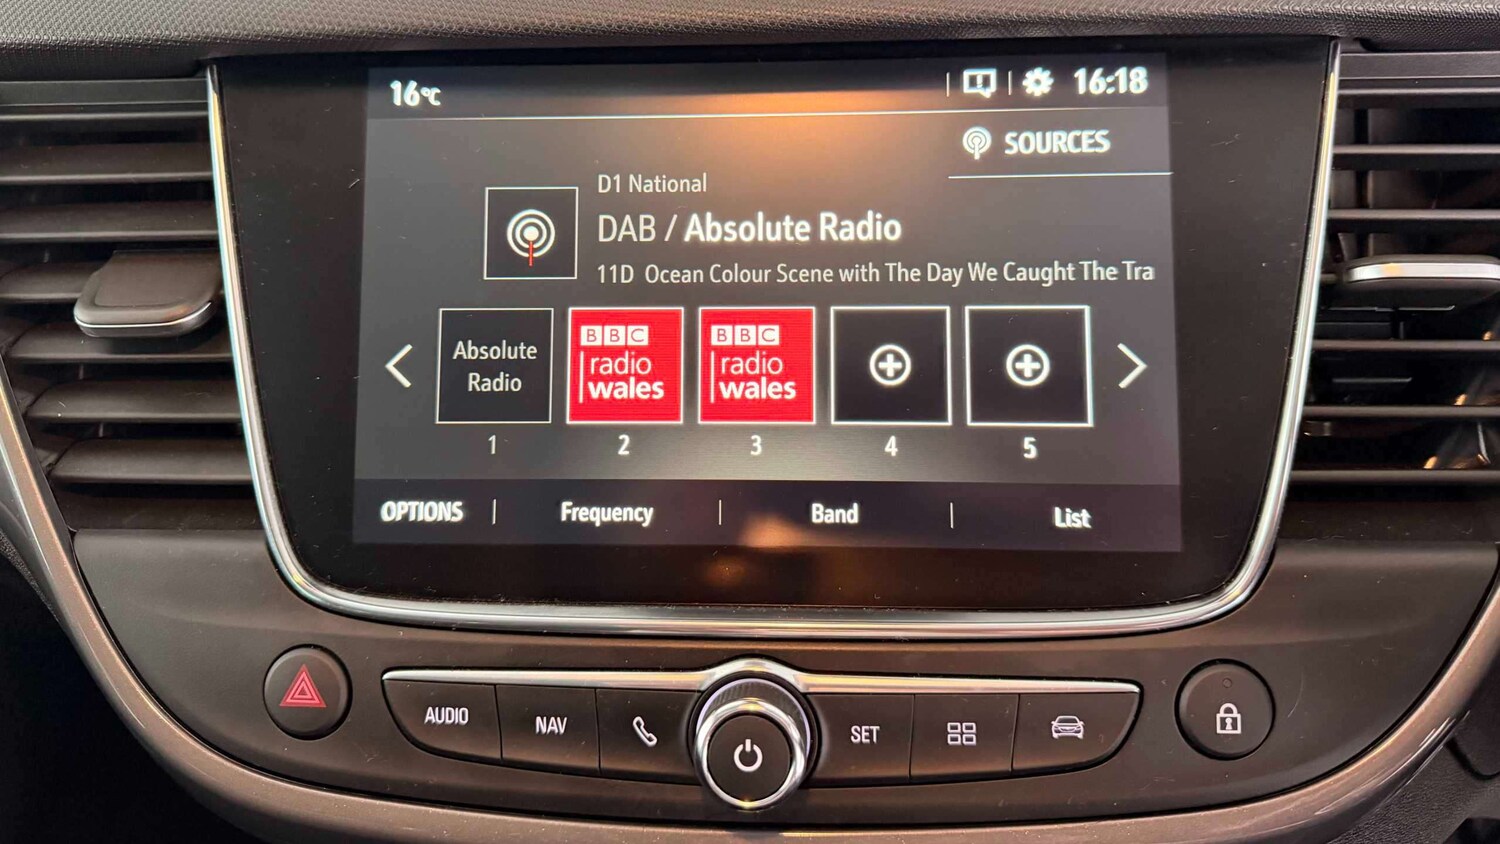 16°C
16:18
SOURCES
D1 National
DAB / Absolute Radio
11D Ocean Colour Scene with The Day We Caught The Tra
Absolute
Radio
BBC
radio
wales
BBC
radio
wales
1
2
3
4
5
OPTIONS
Frequency
Band
List
AUDIO
NAV
SET